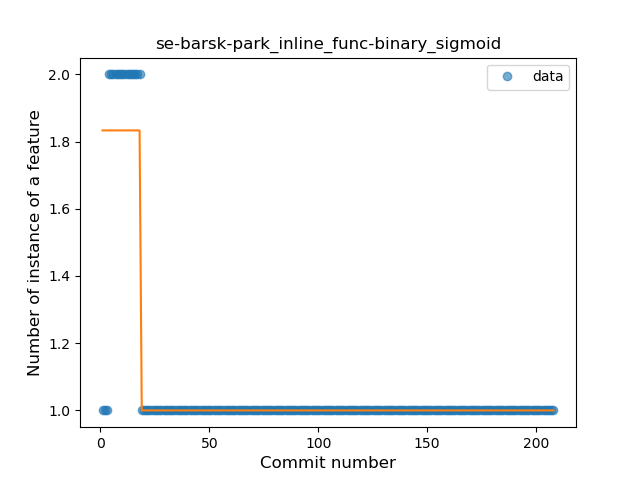 se-barsk-park_inline_func-binary_sigmoid
data
Number of instance of a feature
2.0
1.8
1.6
1.4
1.2
1.0
0
50
100
150
200
Commit number